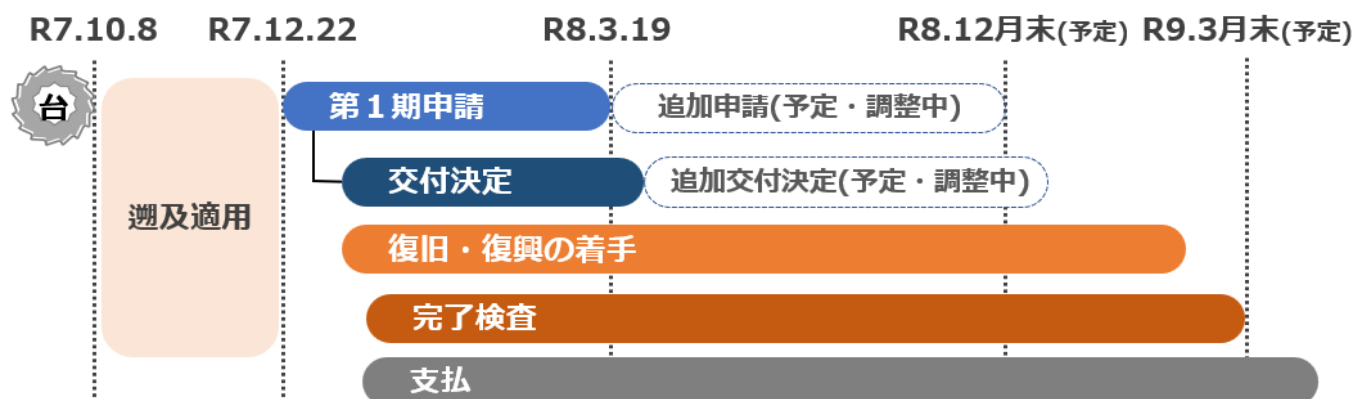 R7.10.8 R7.12.22 R8.3.19 R8.12月末(予定) R9.3月末(予定)
台
第１期申請 追加申請(予定・調整中)
交付決定 追加交付決定(予定・調整中)
遡及適用
復旧・復興の着手
完了検査
支払